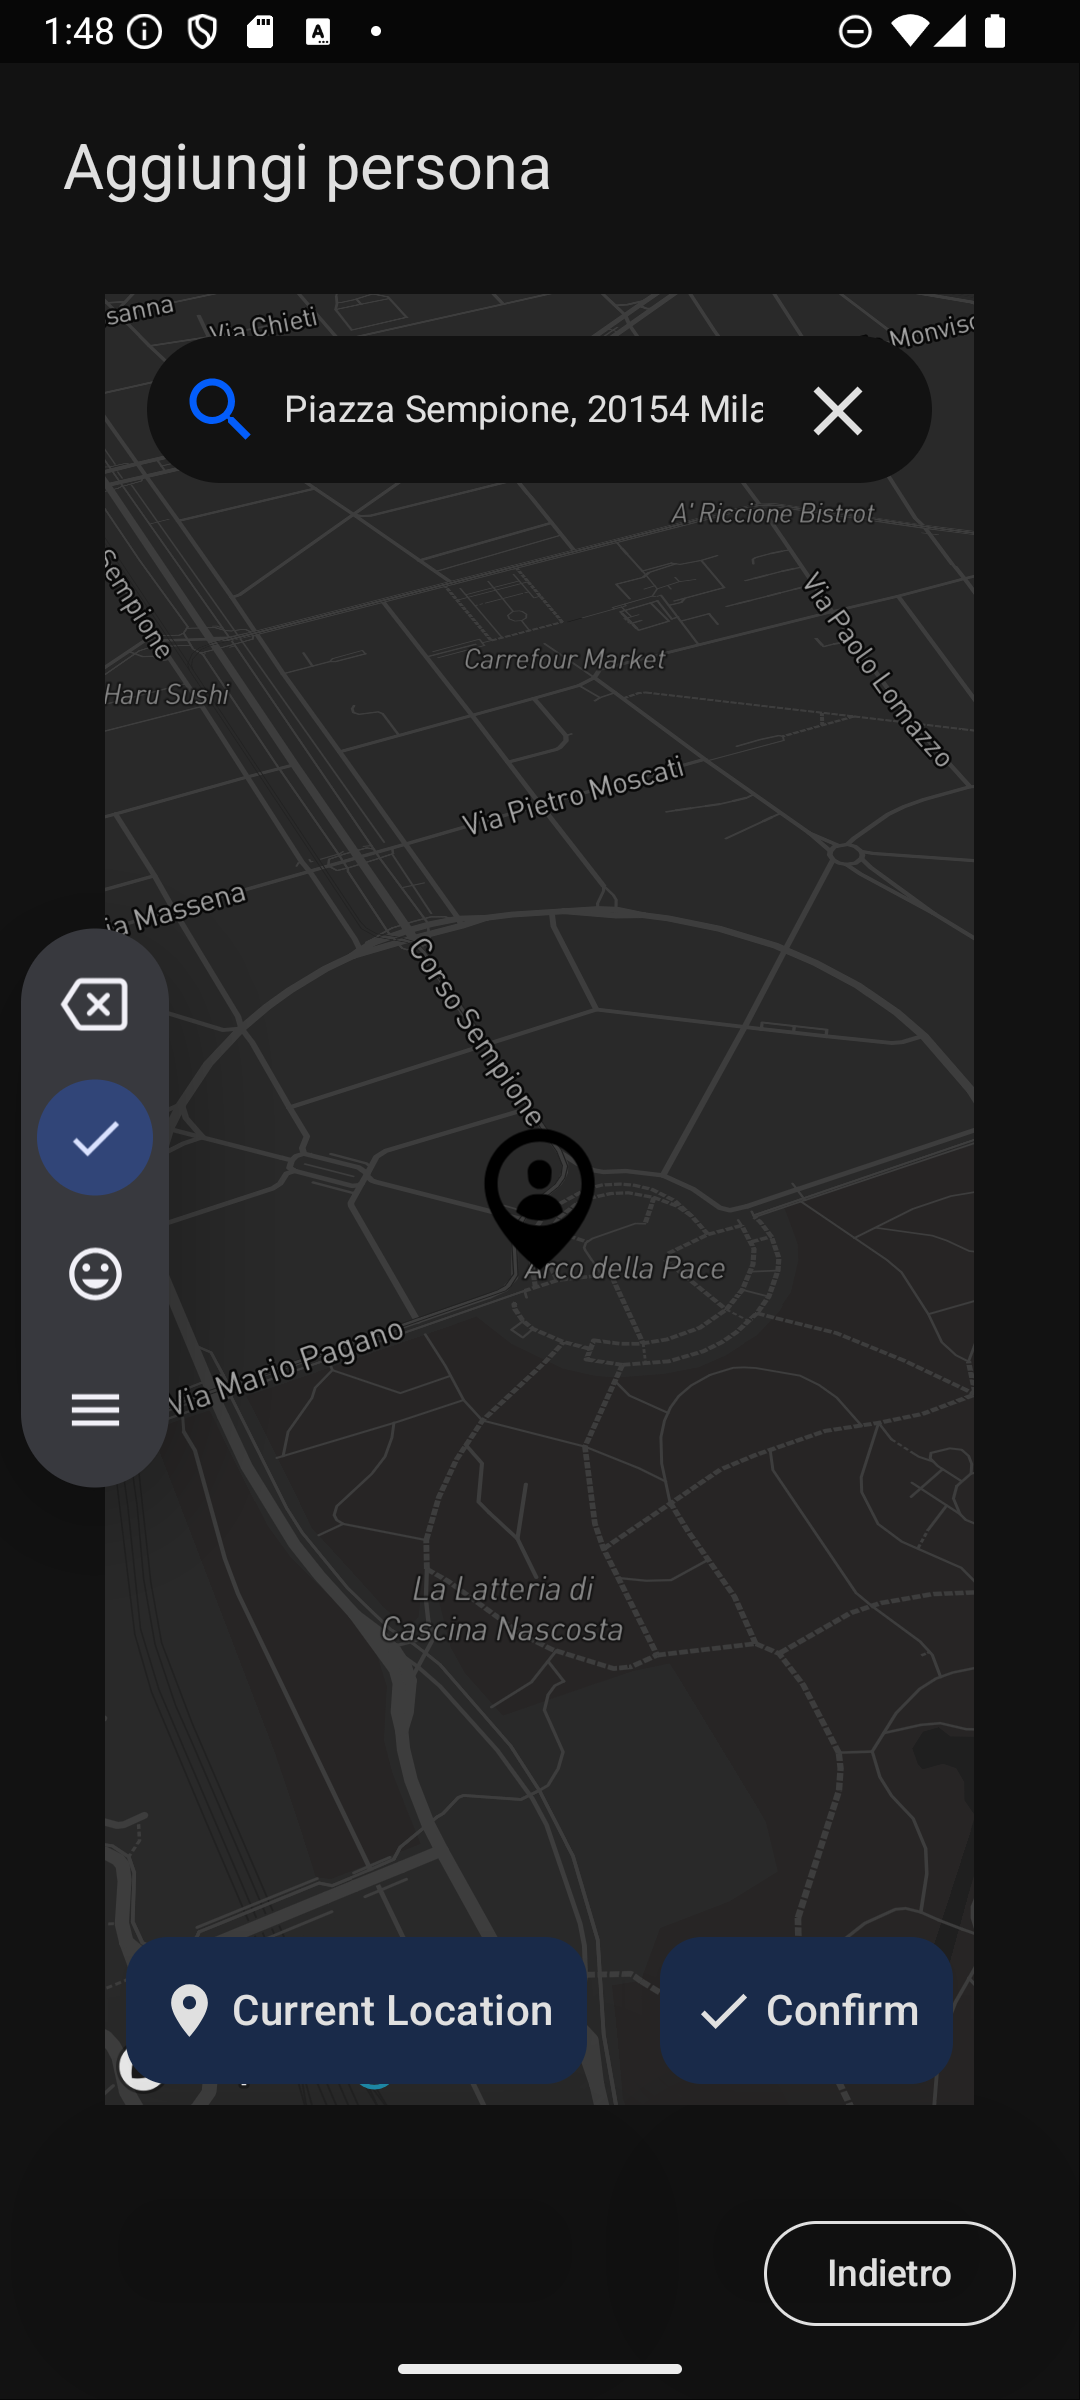 1:48
Aggiungi persona
sanna
Via Chieti
Monviso
Piazza Sempione, 20154 Mila
A' Riccione Bistrot
Sempione
Via Paolo Lomazzo
Carrefour Market
Haru Sushi
Via Pietro Moscati
ia Massena
Corso Sempione
Arco della Pace
Via Mario Pagano
La Latteria di
Cascina Nascosta
Current Location
Confirm
Indietro